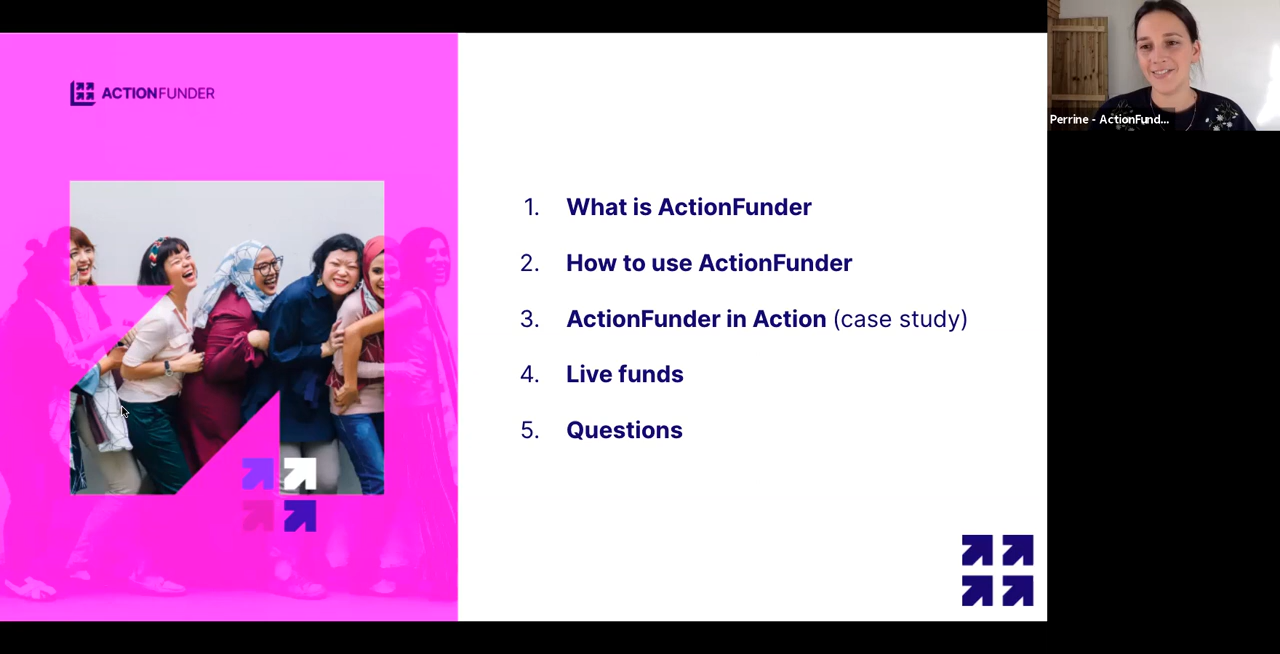 ACTIONFUNDER
1. What is ActionFunder
2. How to use ActionFunder
3. ActionFunder in Action (case study)
4. Live funds
5. Questions
Perrine - ActionFund...